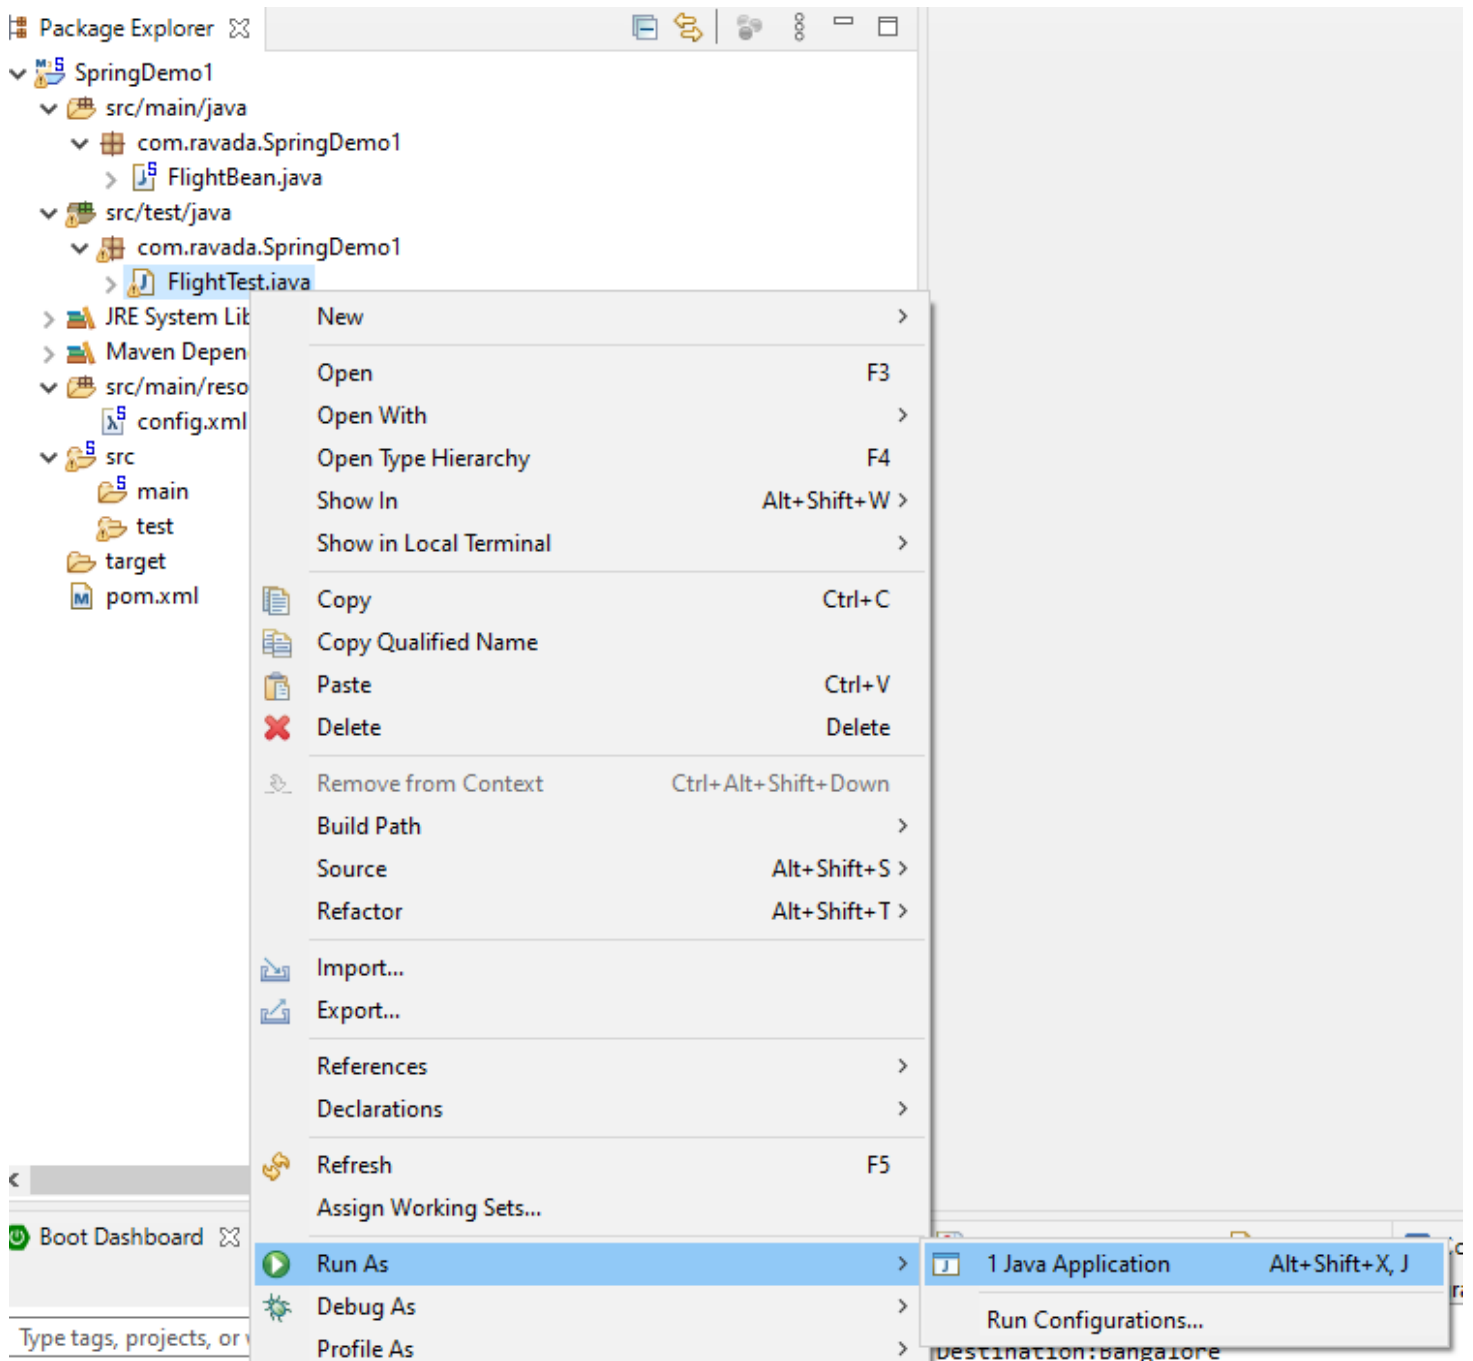 Package Explorer
SpringDemo1
src/main/java
com.ravada.SpringDemo1
FlightBean.java
src/test/java
com.ravada.SpringDemo1
FlightTest.java
JRE System Lib
Maven Depen
src/main/reso
config.xml
src
main
test
target
pom.xml
New
Open F3
Open With
Open Type Hierarchy F4
Show In Alt+Shift+W
Show in Local Terminal
Copy Ctrl+C
Copy Qualified Name
Paste Ctrl+V
Delete Delete
Remove from Context Ctrl+Alt+Shift+Down
Build Path
Source Alt+Shift+S
Refactor Alt+Shift+T
Import...
Export...
References
Declarations
Refresh F5
Assign Working Sets...
Boot Dashboard
Run As
1 Java Application Alt+Shift+X, J
Debug As
Run Configurations...
Type tags, projects, or
Profile As
Destination:Bangalore